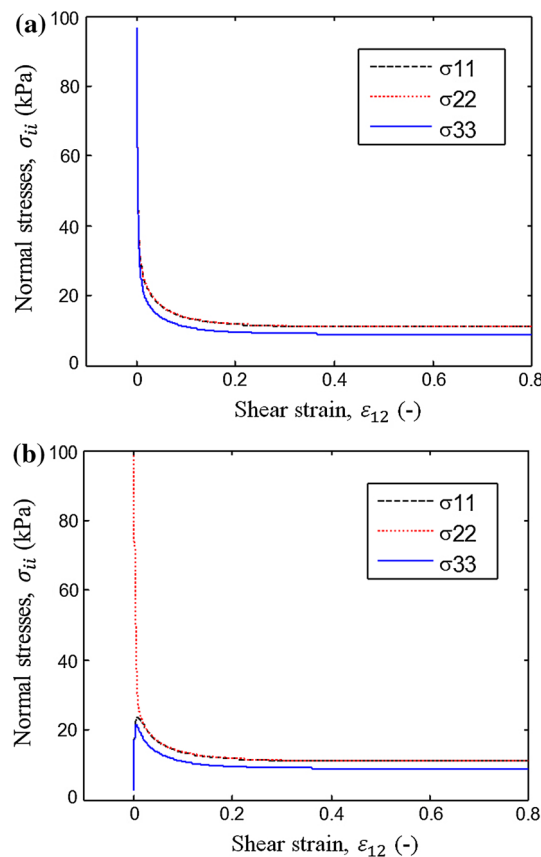 (a)
Normal stresses, σii (kPa)
100
80
60
40
20
0
σ11
σ22
σ33
0 0.2 0.4 0.6 0.8
Shear strain, ε12 (-)
(b)
Normal stresses, σii (kPa)
100
80
60
40
20
0
σ11
σ22
σ33
0 0.2 0.4 0.6 0.8
Shear strain, ε12 (-)